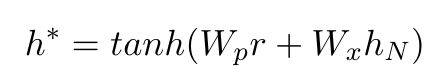 h* = tanh(W_p r + W_x h_N)